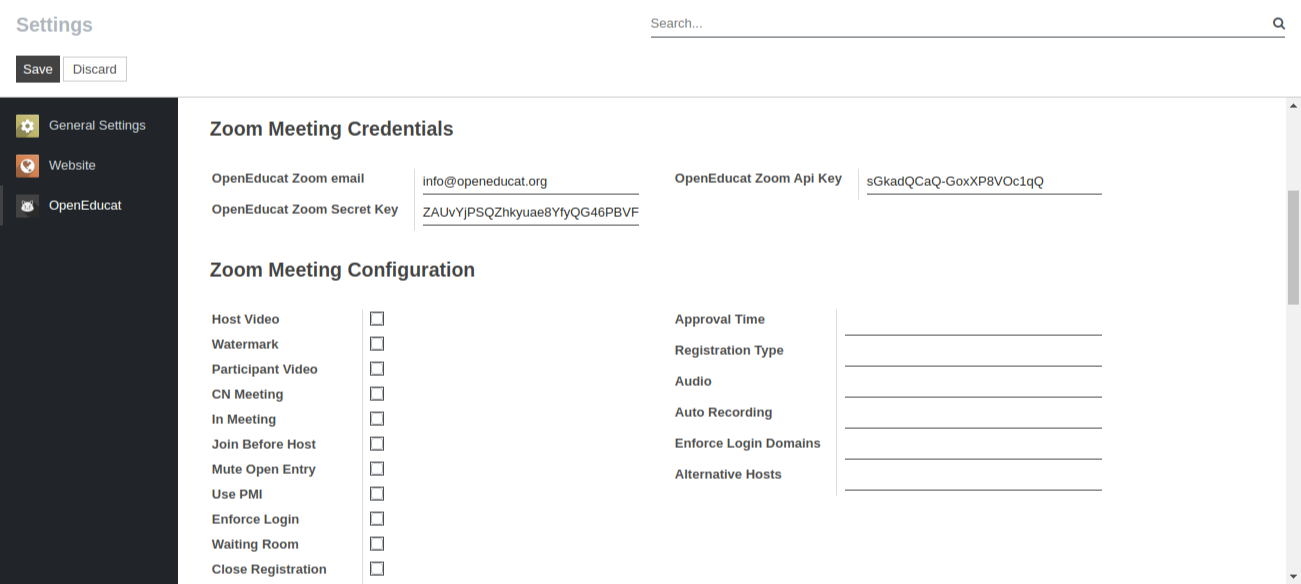 Settings
Search...
Save Discard
General Settings
Website
OpenEducat
Zoom Meeting Credentials
OpenEducat Zoom email info@openeducat.org
OpenEducat Zoom Api Key sGkadQCaQ-GoxXP8VOc1qQ
OpenEducat Zoom Secret Key ZAUvYjPSQZhkyuae8YfyQG46PBVF
Zoom Meeting Configuration
Host Video
Watermark
Participant Video
CN Meeting
In Meeting
Join Before Host
Mute Open Entry
Use PMI
Enforce Login
Waiting Room
Close Registration
Approval Time
Registration Type
Audio
Auto Recording
Enforce Login Domains
Alternative Hosts